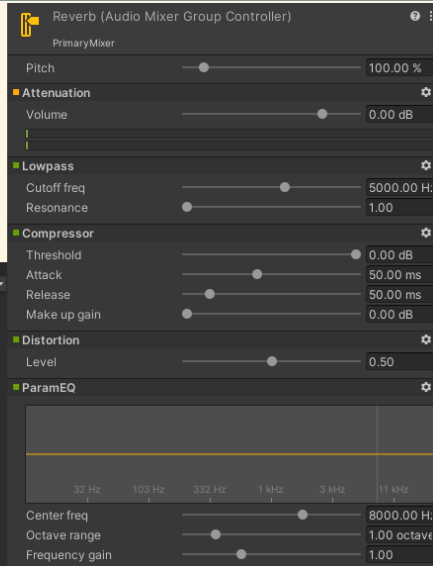 Reverb (Audio Mixer Group Controller)
PrimaryMixer
Pitch 100.00 %
Attenuation
Volume 0.00 dB
Lowpass
Cutoff freq 5000.00 H
Resonance 1.00
Compressor
Threshold 0.00 dB
Attack 50.00 ms
Release 50.00 ms
Make up gain 0.00 dB
Distortion
Level 0.50
ParamEQ
32 Hz 103 Hz 332 Hz 1 kHz 3 kHz 11 kHz
Center freq 8000.00 H
Octave range 1.00 octave
Frequency gain 1.00